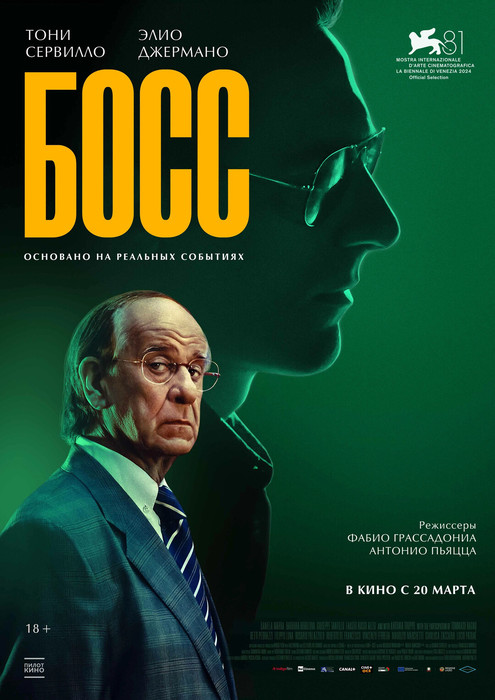 ТОНИ
СЕРВИЛЛО
ЭЛИО
ДЖЕРМАНО
81
MOSTRA INTERNAZIONALE
D'ARTE CINEMATOGRAFICA
LA BIENNALE DI VENEZIA 2024
Official Selection
БОСС
ОСНОВАНО НА РЕАЛЬНЫХ СОБЫТИЯХ
Режиссеры
ФАБИО ГРАССАДОНИА
АНТОНИО ПЬЯЦЦА
В КИНО С 20 МАРТА
18+
ПИЛОТ
КИНО
CANAL+